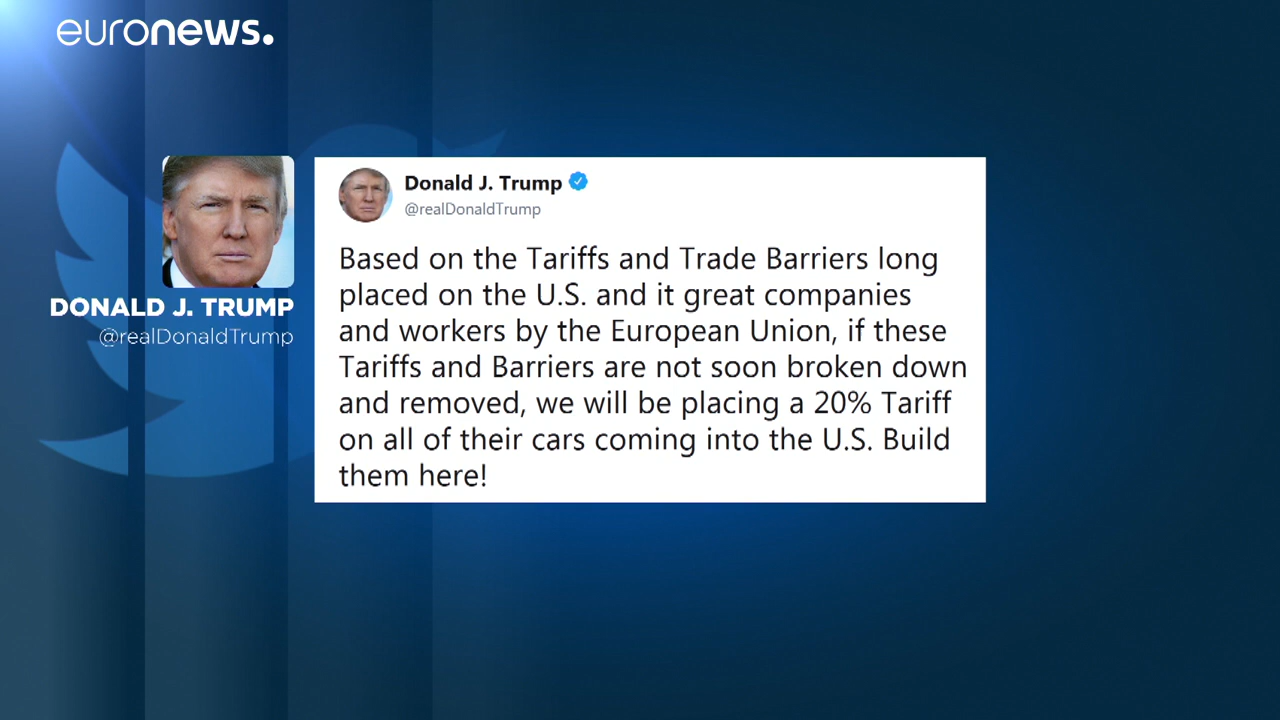 euronews.
DONALD J. TRUMP
@realDonaldTrump
Donald J. Trump
@realDonaldTrump
Based on the Tariffs and Trade Barriers long
placed on the U.S. and it great companies
and workers by the European Union, if these
Tariffs and Barriers are not soon broken down
and removed, we will be placing a 20% Tariff
on all of their cars coming into the U.S. Build
them here!